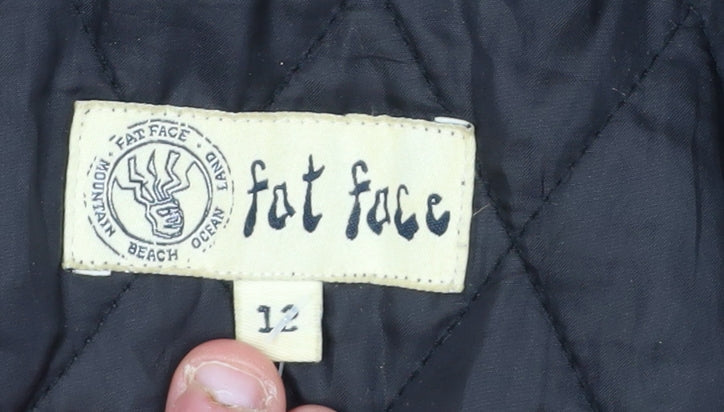 FAT FACE · LAND OCEAN BEACH MOUNTAIN ·
fat face
12